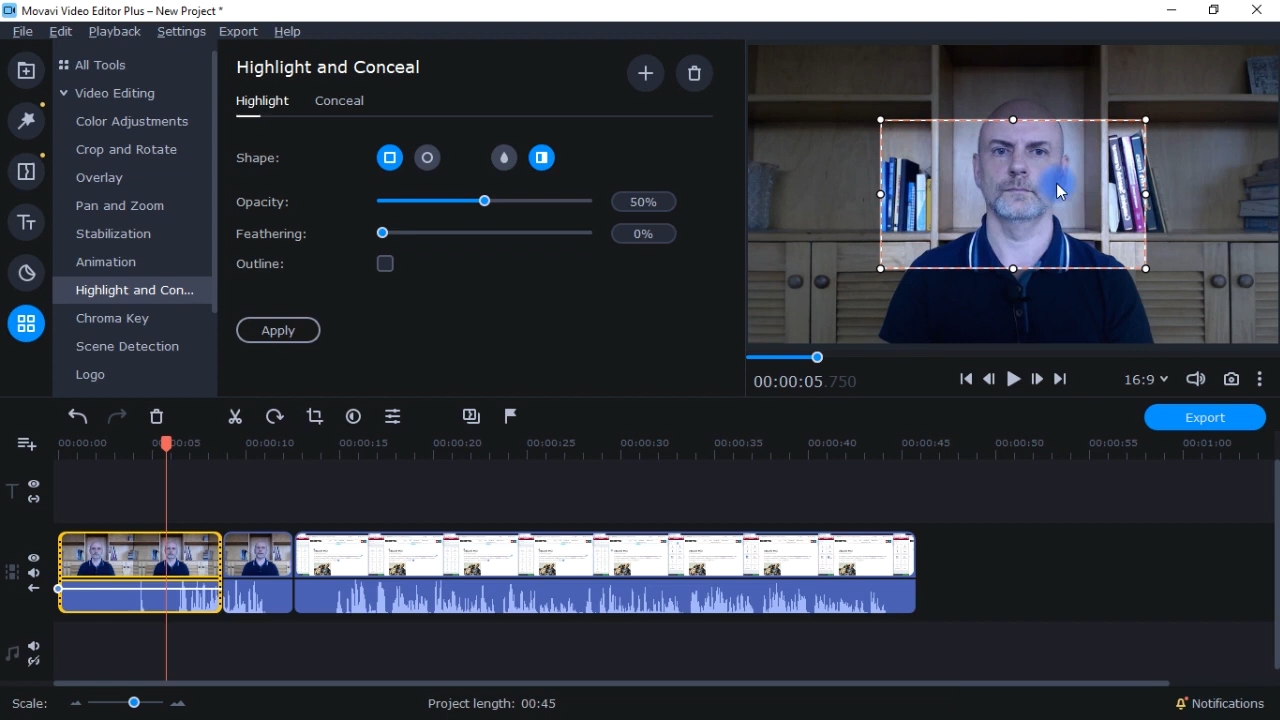 Movavi Video Editor Plus – New Project *
File Edit Playback Settings Export Help
All Tools
Video Editing
Color Adjustments
Crop and Rotate
Overlay
Pan and Zoom
Stabilization
Animation
Highlight and Con...
Chroma Key
Scene Detection
Logo
Highlight and Conceal
Highlight Conceal
Shape:
Opacity: 50%
Feathering: 0%
Outline:
Apply
00:00:05.750
16:9
Export
00:00:00 00:00:05 00:00:10 00:00:15 00:00:20 00:00:25 00:00:30 00:00:35 00:00:40 00:00:45 00:00:50 00:00:55 00:01:00
Scale:
Project length: 00:45
Notifications